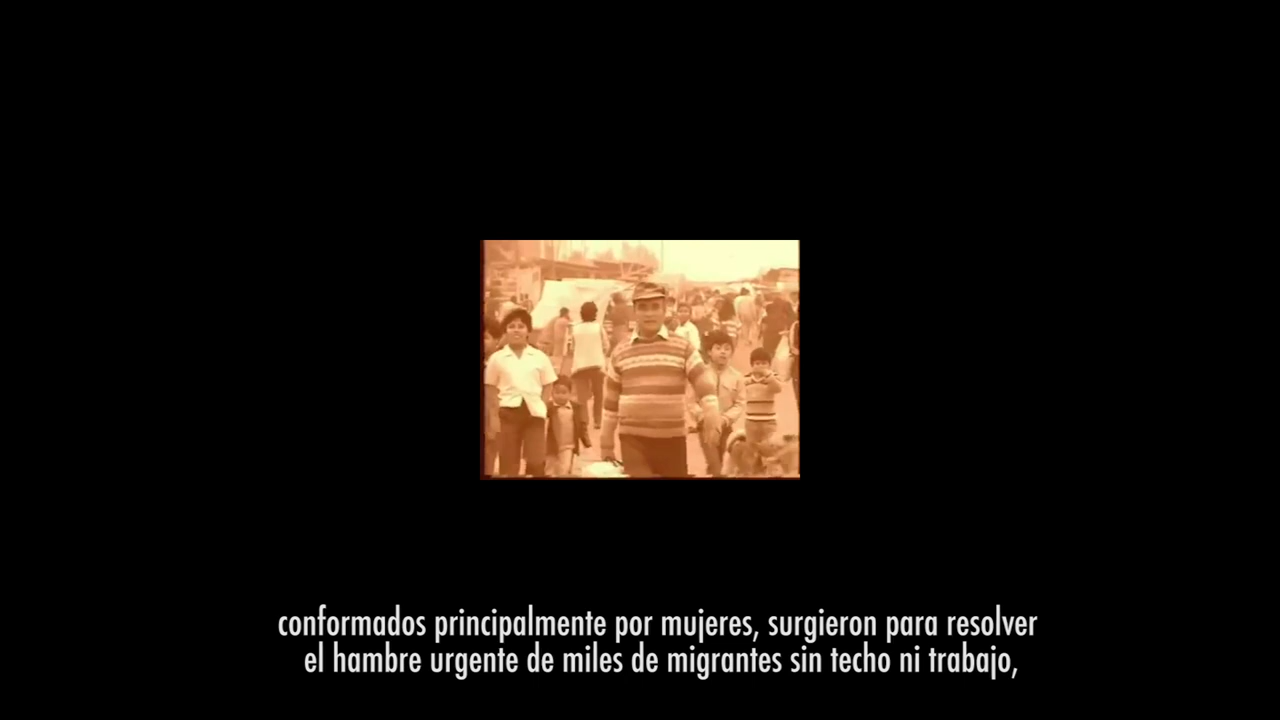 conformados principalmente por mujeres, surgieron para resolver
el hambre urgente de miles de migrantes sin techo ni trabajo,